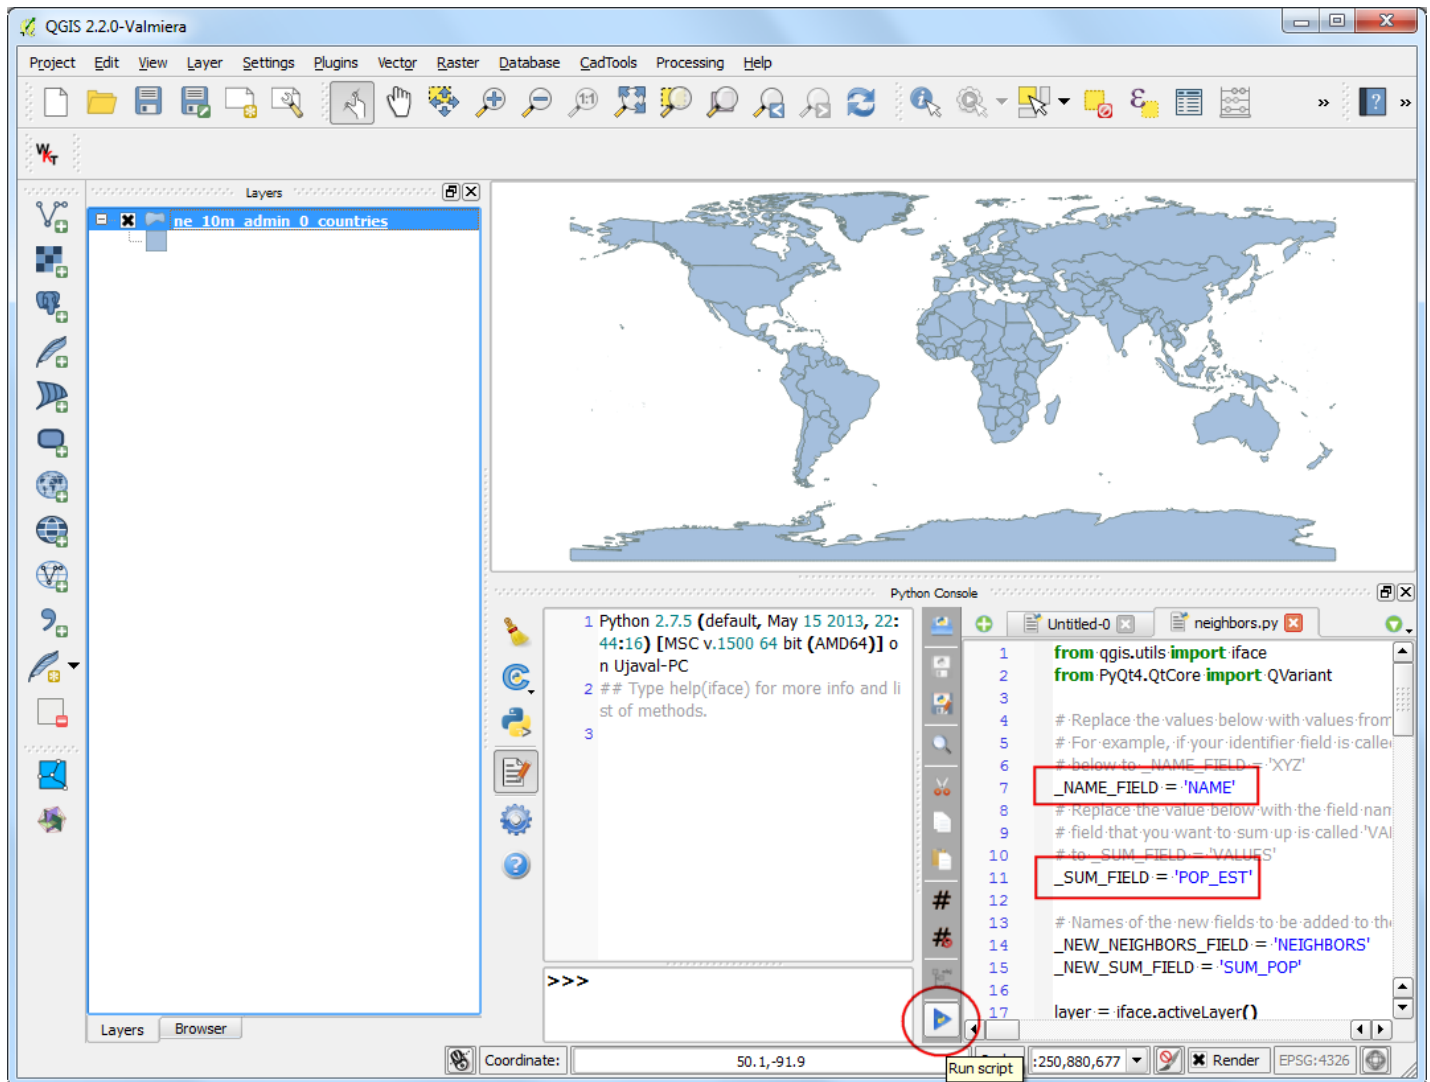 QGIS 2.2.0-Valmiera
Project Edit View Layer Settings Plugins Vector Raster Database CadTools Processing Help
1:1
ε
»
?
»
WKT
Layers
ne_10m_admin_0_countries
Python Console
1 Python 2.7.5 (default, May 15 2013, 22:
44:16) [MSC v.1500 64 bit (AMD64)] o
n Ujaval-PC
2 ## Type help(iface) for more info and li
st of methods.
3
>>>
?
#
#
Untitled-0
neighbors.py
1 from qgis.utils import iface
2 from PyQt4.QtCore import QVariant
3
4 # Replace the values below with values from
5 # For example, if your identifier field is calle
6 # below to _NAME_FIELD = 'XYZ'
7 _NAME_FIELD = 'NAME'
8 # Replace the value below with the field nam
9 # field that you want to sum up is called 'VAL
10 # to _SUM_FIELD = 'VALUES'
11 _SUM_FIELD = 'POP_EST'
12
13 # Names of the new fields to be added to the
14 _NEW_NEIGHBORS_FIELD = 'NEIGHBORS'
15 _NEW_SUM_FIELD = 'SUM_POP'
16
17 layer = iface.activeLayer()
Layers Browser
Coordinate: 50.1,-91.9
:250,880,677
Render
EPSG:4326
Run script